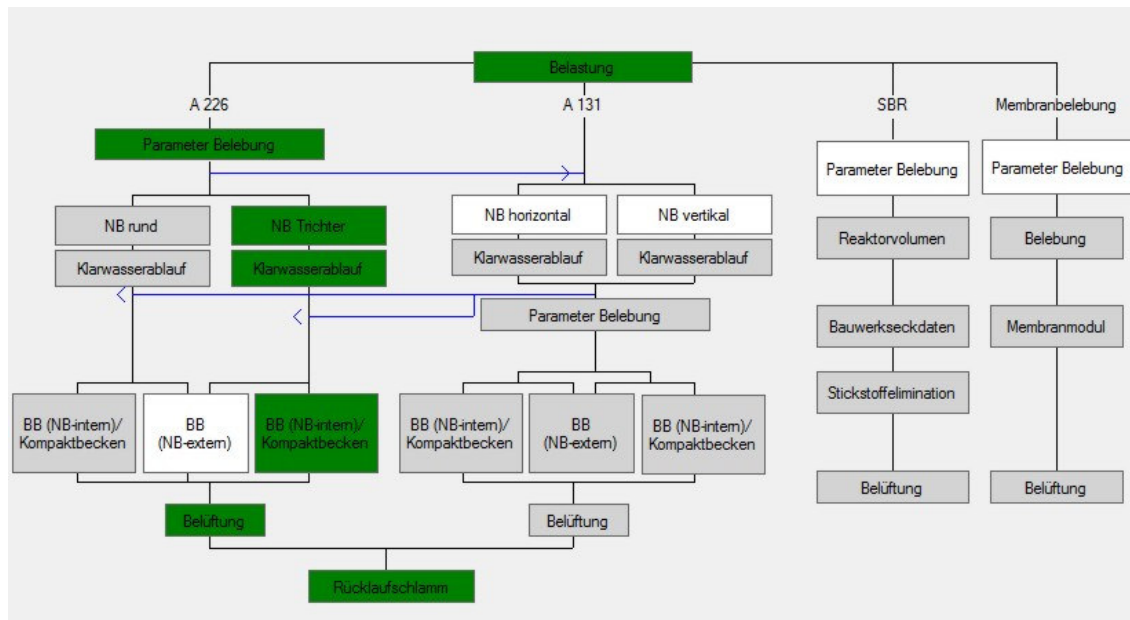 Belastung
A 226
A 131
SBR
Membranbelebung
Parameter Belebung
Parameter Belebung
Parameter Belebung
NB rund
NB Trichter
NB horizontal
NB vertikal
Reaktorvolumen
Belebung
Klarwasserablauf
Klarwasserablauf
Klarwasserablauf
Klarwasserablauf
Parameter Belebung
Bauwerkseckdaten
Membranmodul
Stickstoffelimination
BB (NB-intern)/
Kompaktbecken
BB
(NB-extern)
BB (NB-intern)/
Kompaktbecken
BB (NB-intern)/
Kompaktbecken
BB
(NB-extern)
BB (NB-intern)/
Kompaktbecken
Belüftung
Belüftung
Belüftung
Belüftung
Rücklaufschlamm